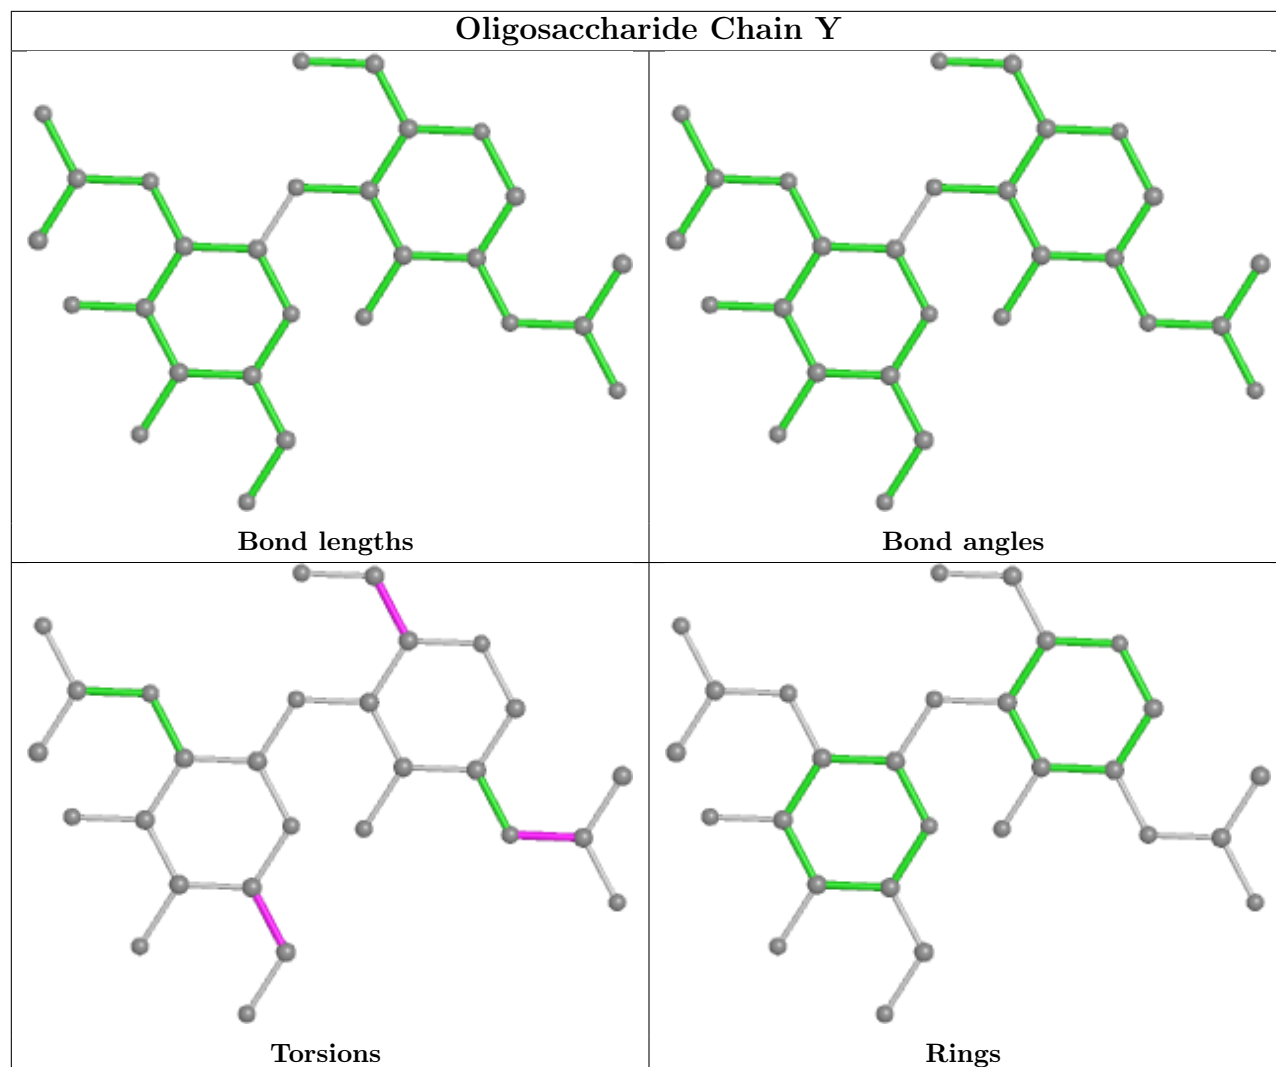 Oligosaccharide Chain Y
Bond lengths
Bond angles
Torsions
Rings